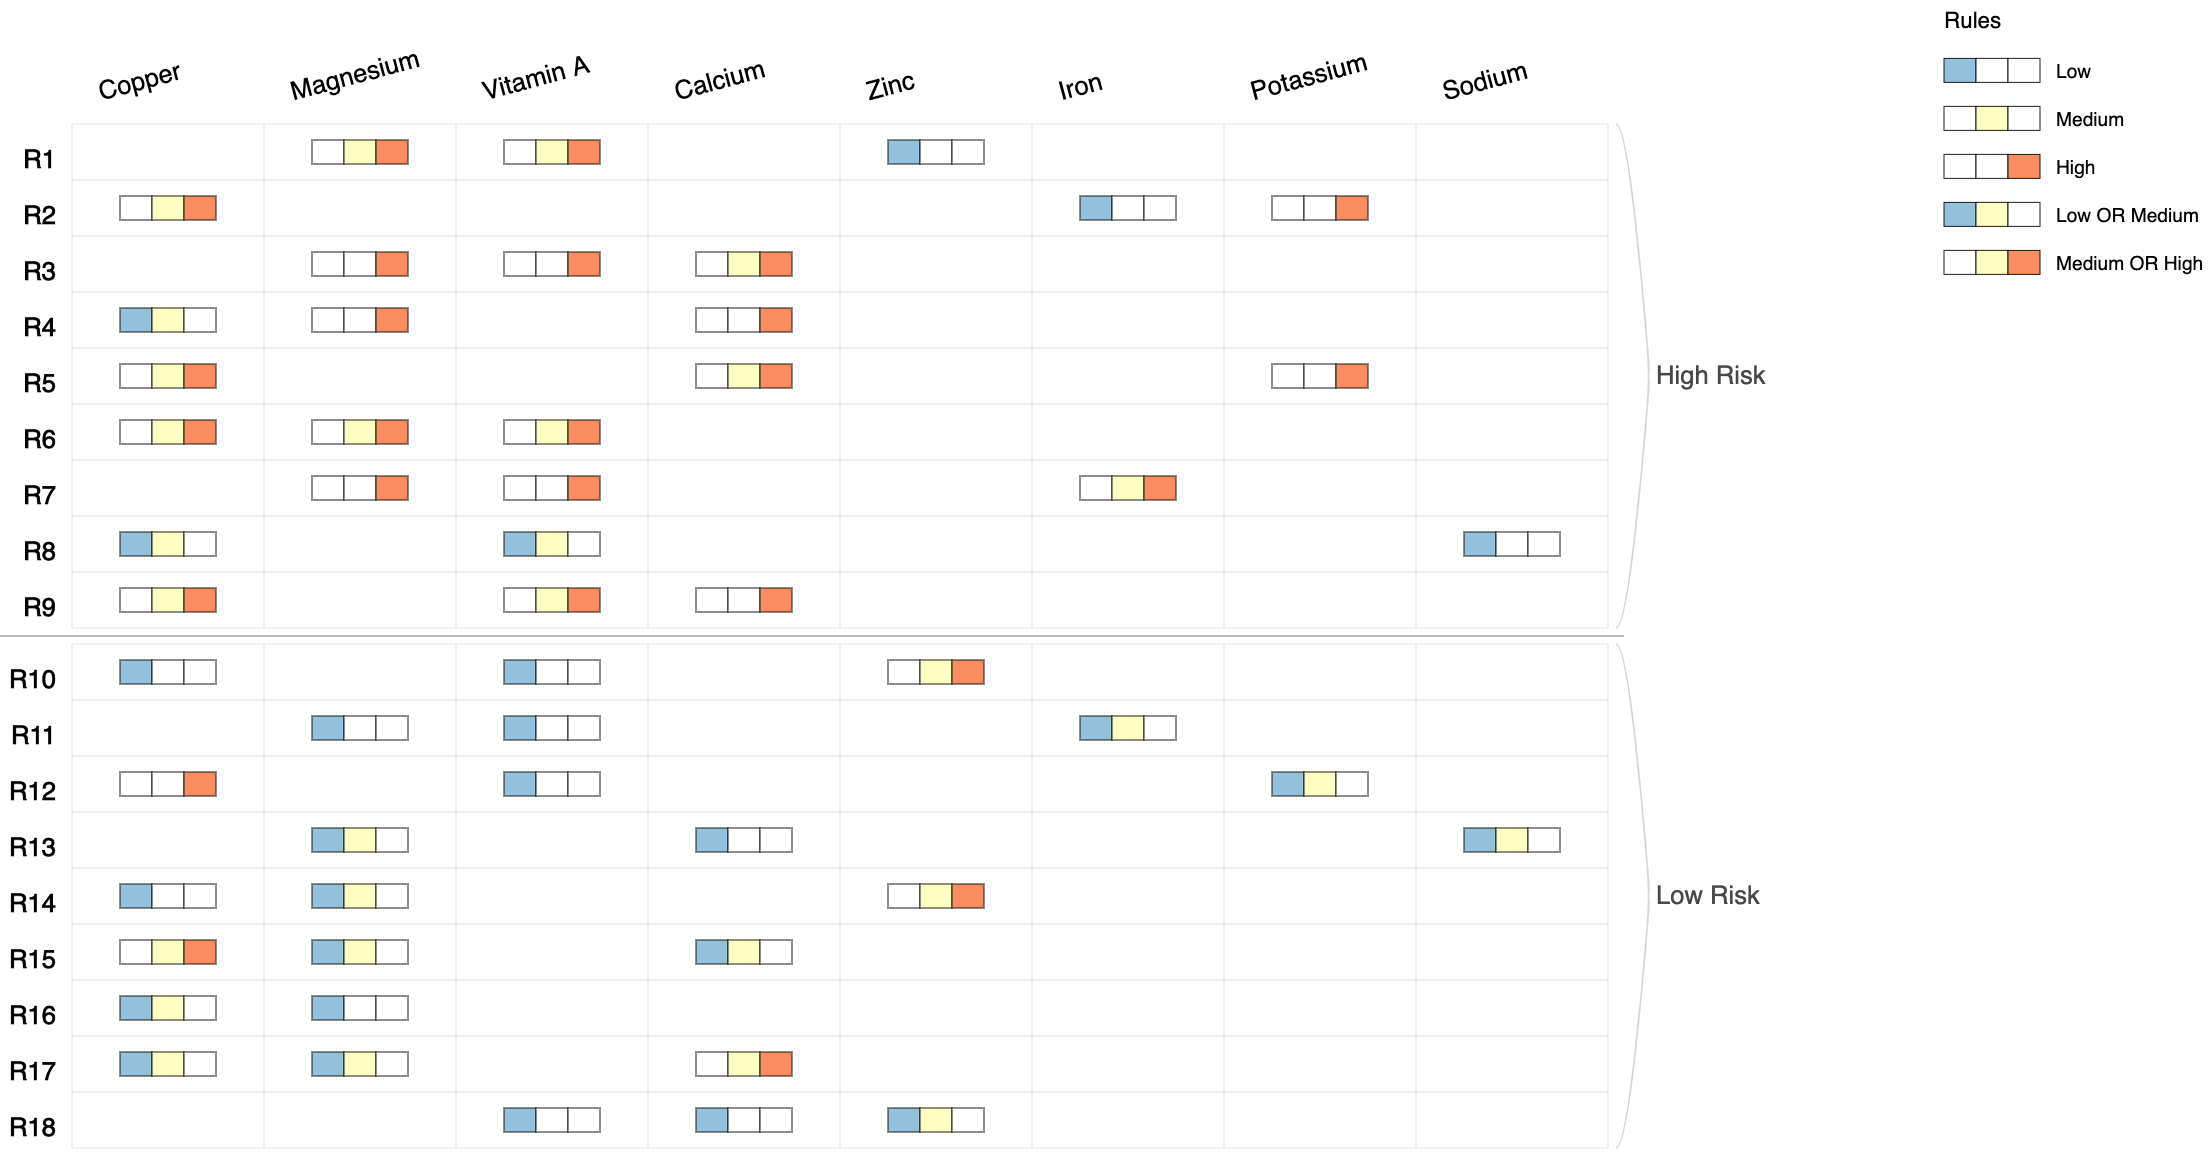 Rules
Copper Magnesium Vitamin A Calcium Zinc Iron Potassium Sodium
Low
Medium
High
Low OR Medium
Medium OR High
R1
R2
R3
R4
R5
R6
R7
R8
R9
High Risk
R10
R11
R12
R13
R14
R15
R16
R17
R18
Low Risk